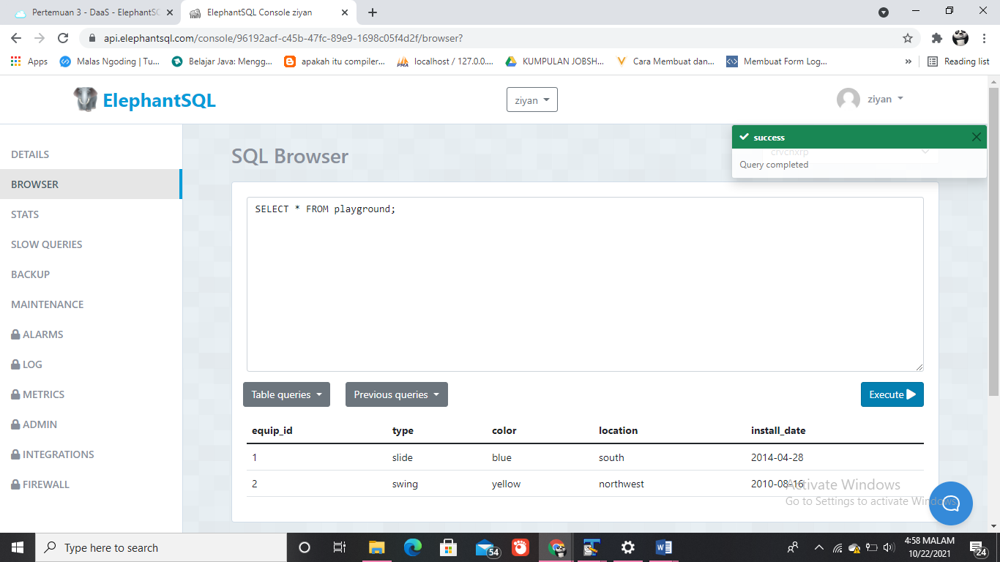 Pertemuan 3 - DaaS - ElephantSQ
ElephantSQL Console ziyan
api.elephantsql.com/console/96192acf-c45b-47fc-89e9-1698c05f4d2f/browser?
Apps
Malas Ngoding | Tu...
Belajar Java: Mengg...
apakah itu compiler...
localhost / 127.0.0....
KUMPULAN JOBSH...
Cara Membuat dan...
Membuat Form Log...
»
Reading list
ElephantSQL
ziyan
ziyan
success
crvcnxrp
Query completed
DETAILS
BROWSER
STATS
SLOW QUERIES
BACKUP
MAINTENANCE
ALARMS
LOG
METRICS
ADMIN
INTEGRATIONS
FIREWALL
SQL Browser
SELECT * FROM playground;
Table queries
Previous queries
Execute
equip_id type color location install_date
1 slide blue south 2014-04-28
2 swing yellow northwest 2010-08-16
Activate Windows
Go to Settings to activate Windows.
Type here to search
54
4:58 MALAM
10/22/2021
24